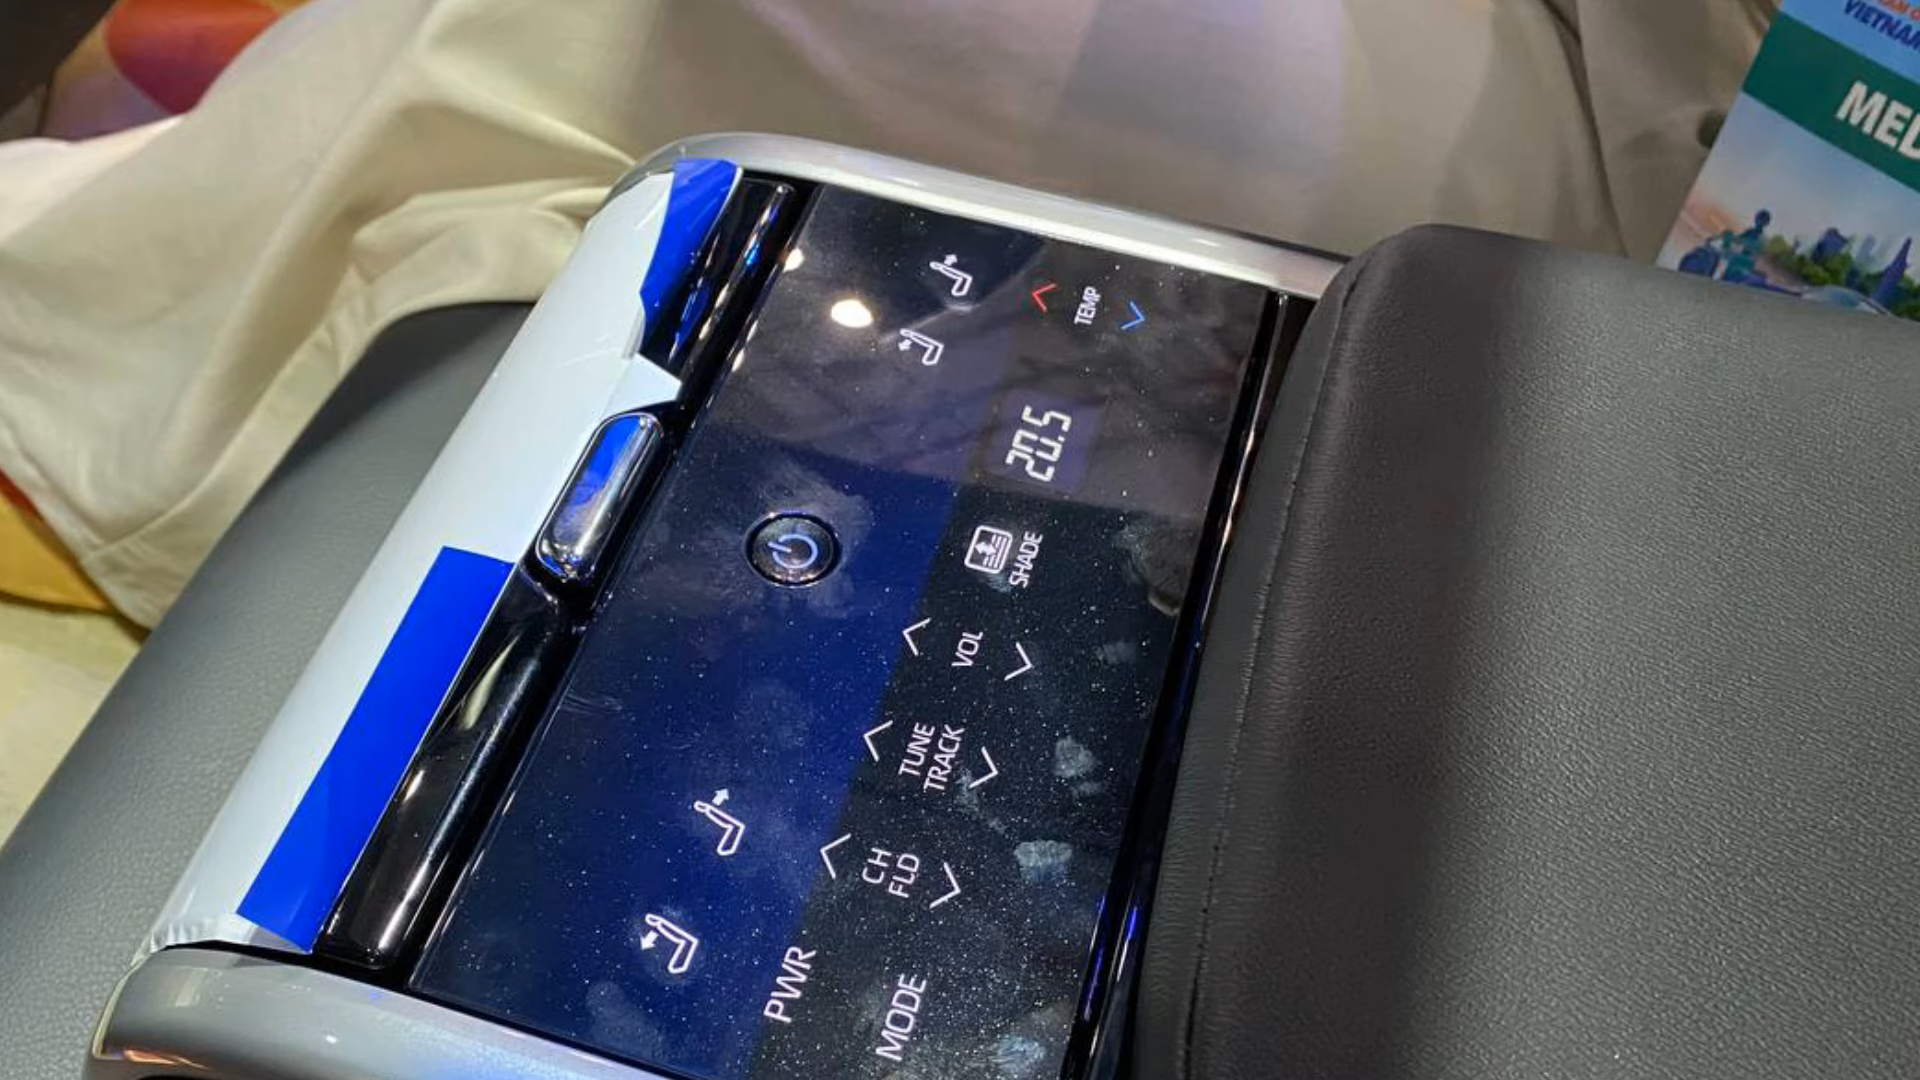 VIETNAM
MED
TEMP
20.5
SHADE
VOL
TUNE
TRACK
CH
FLD
PWR
MODE